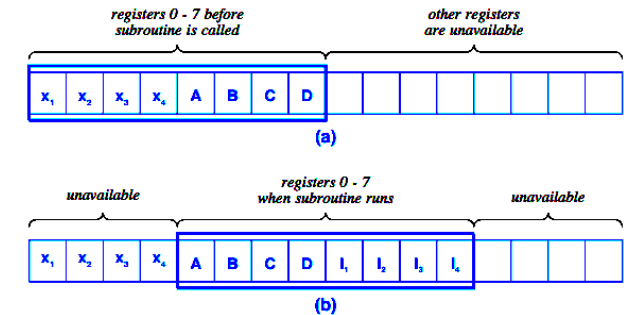 registers 0 - 7 before
subroutine is called
other registers
are unavailable
x₁ x₂ x₃ x₄ A B C D
(a)
unavailable
registers 0 - 7
when subroutine runs
unavailable
x₁ x₂ x₃ x₄ A B C D l₁ l₂ l₃ l₄
(b)